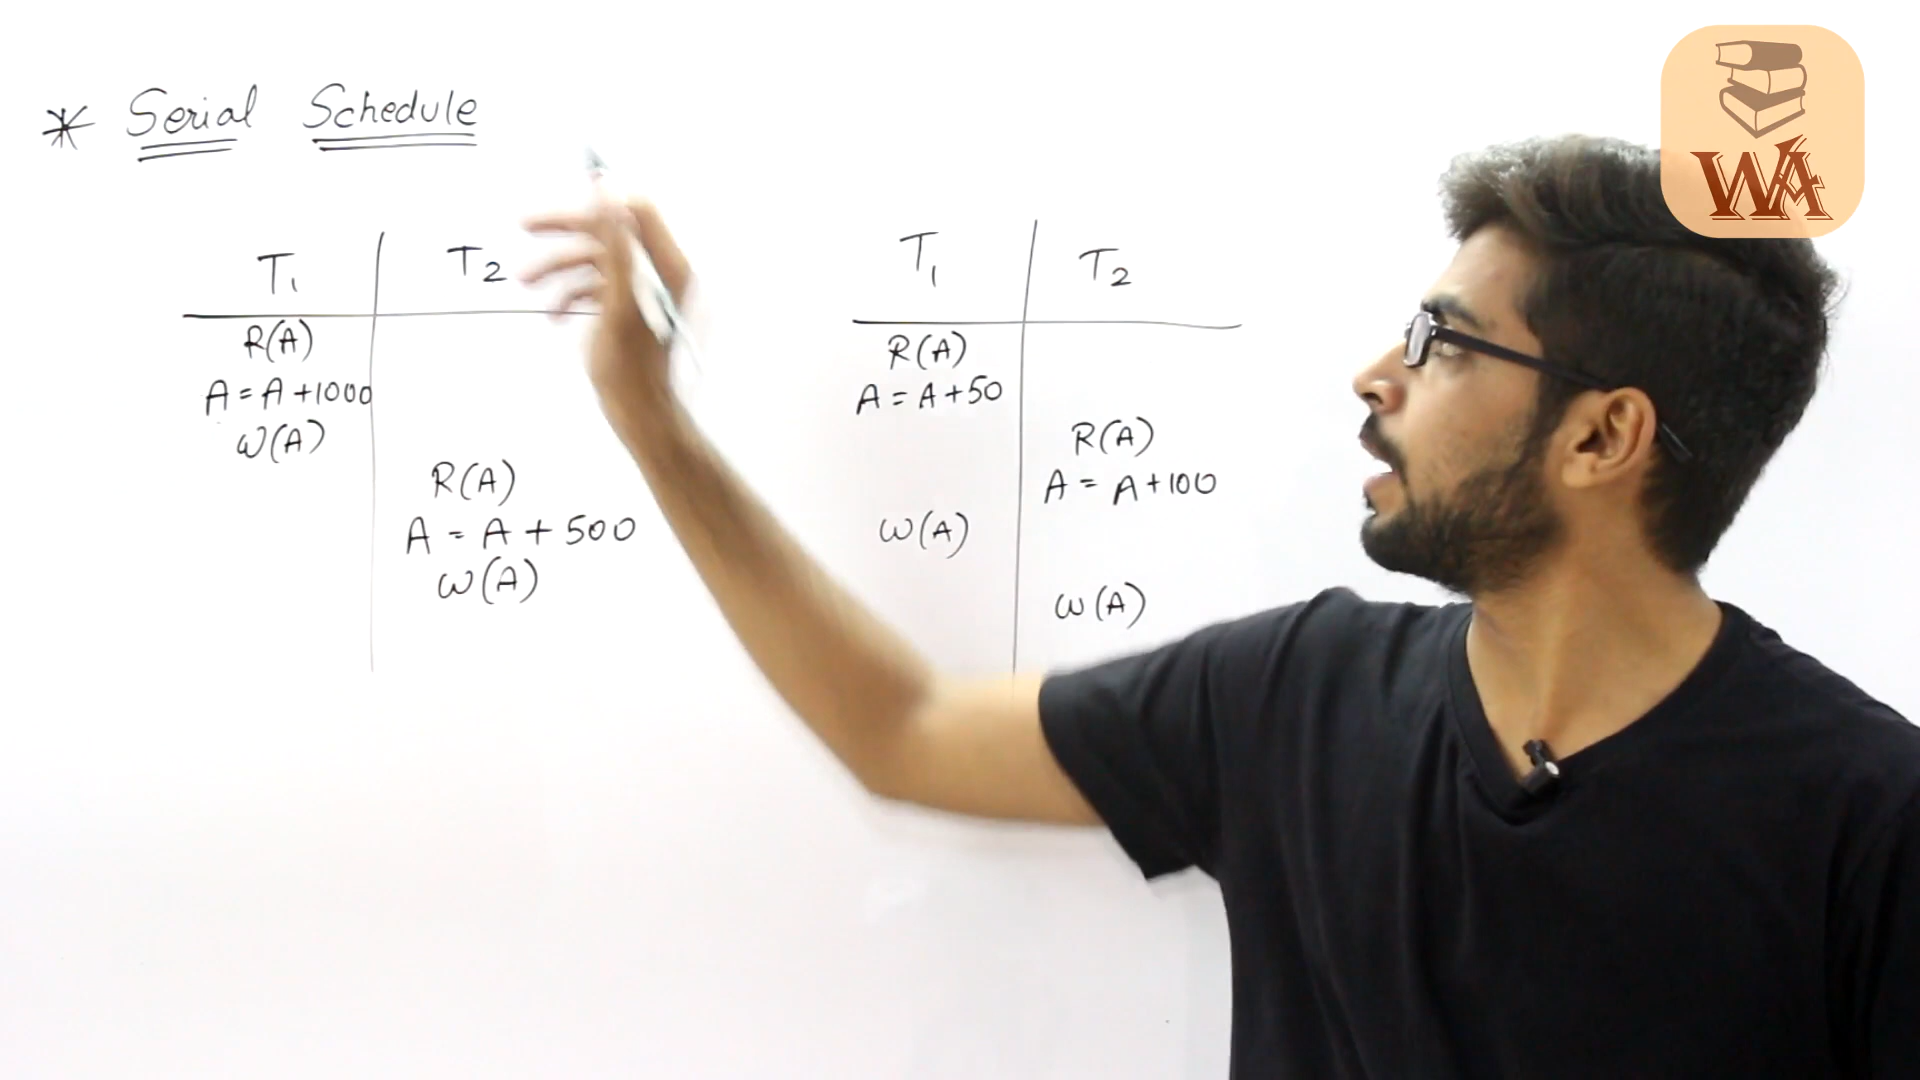 * Serial Schedule
T1 T2
R(A)
A = A +1000
W(A)
R(A)
A = A + 500
W(A)
T1 T2
R(A)
A = A+50
R(A)
A = A+100
W(A)
W(A)
WA